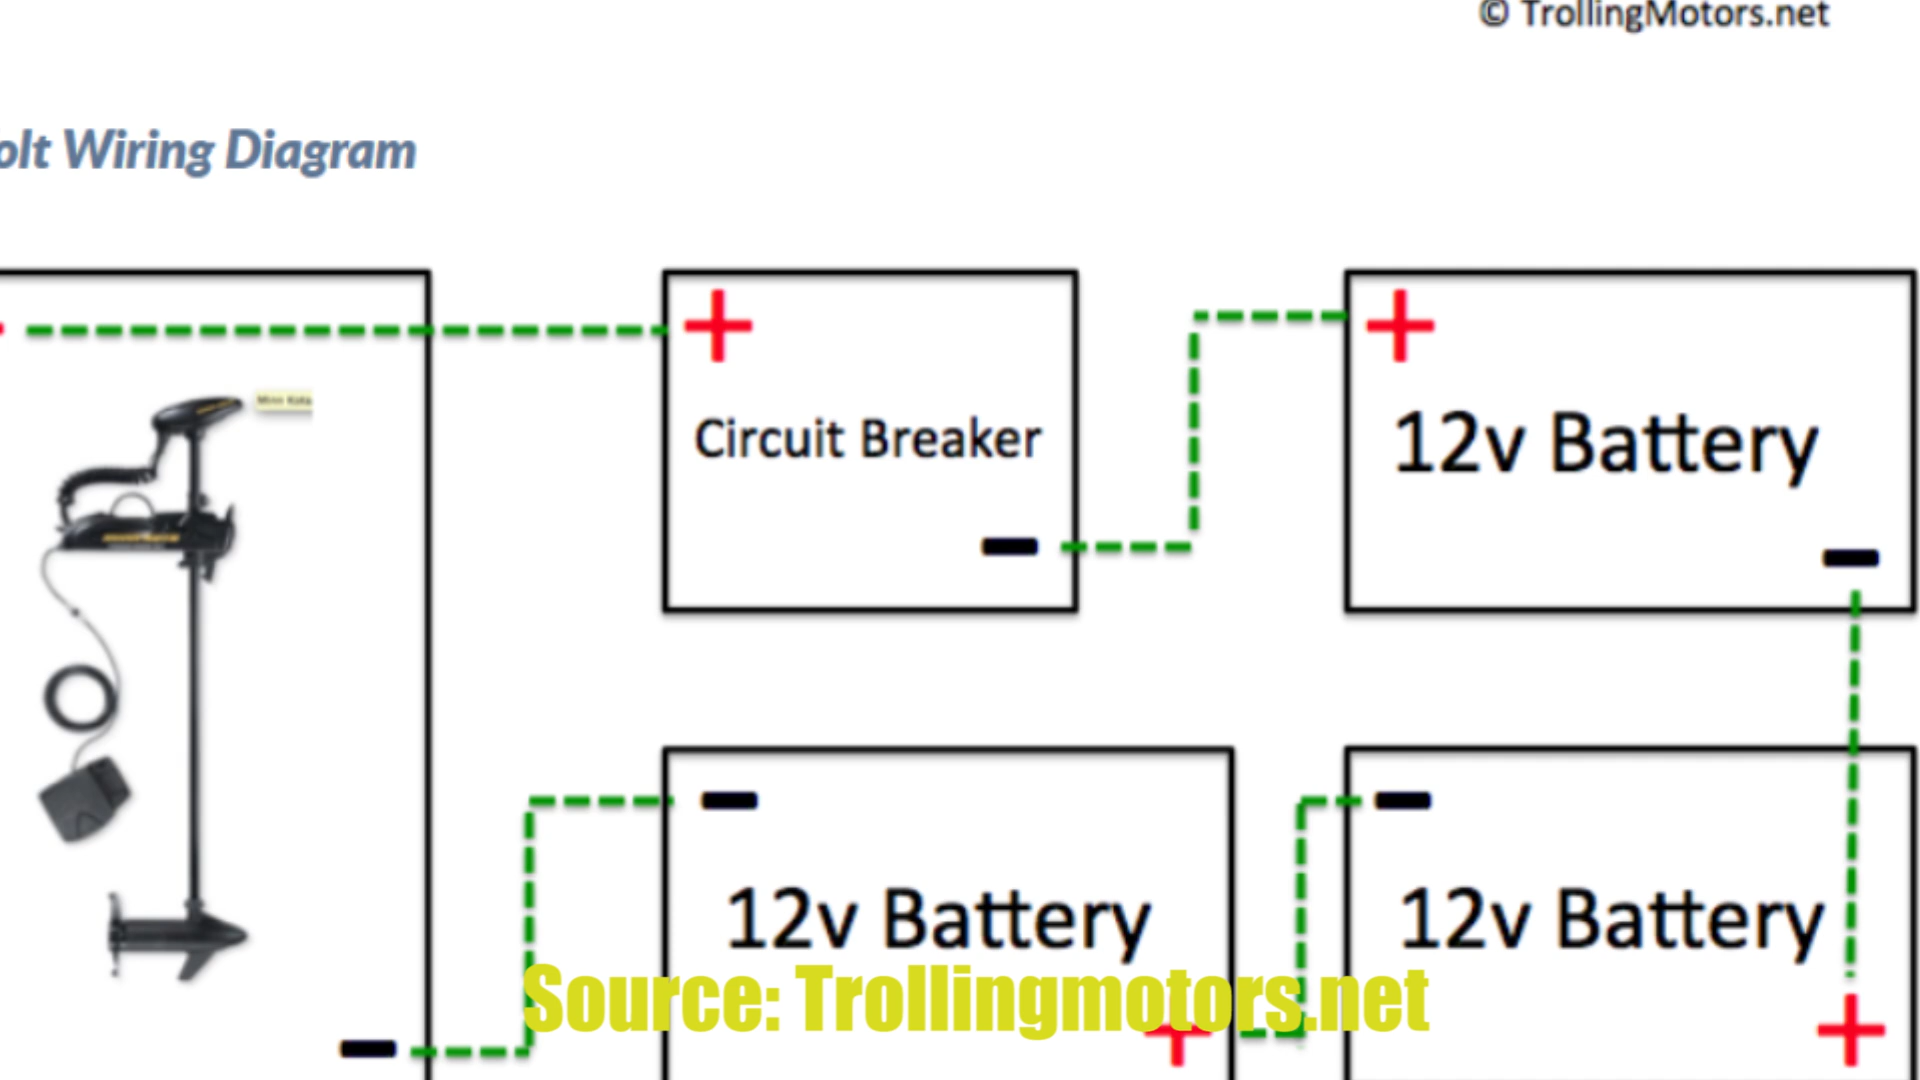 © TrollingMotors.net
olt Wiring Diagram
+
Circuit Breaker
-
+
12v Battery
-
-
12v Battery
+
-
12v Battery
+
-
Source: Trollingmotors.net